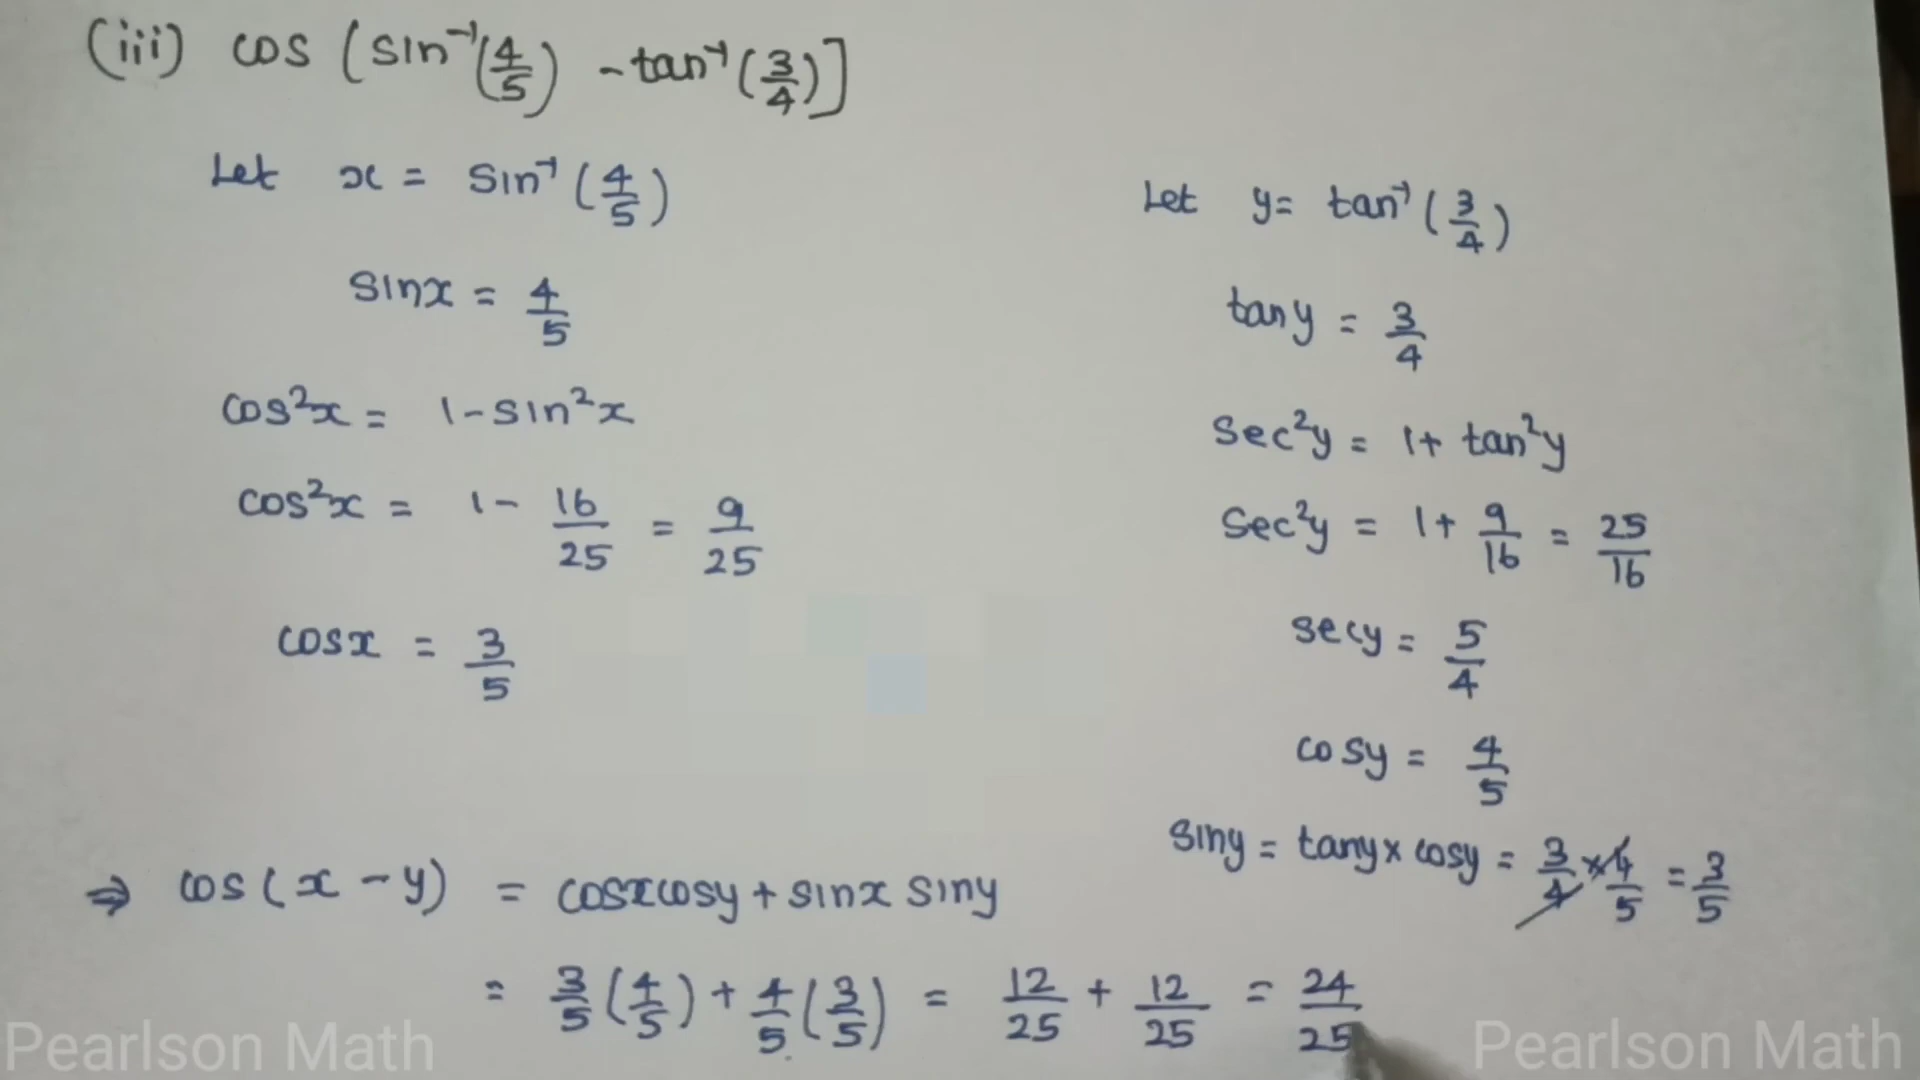 (iii) cos (sin⁻¹(4/5) - tan⁻¹(3/4)]
Let x = sin⁻¹(4/5)
sinx = 4/5
cos²x = 1 - sin²x
cos²x = 1 - 16/25 = 9/25
cosx = 3/5
Let y = tan⁻¹(3/4)
tany = 3/4
sec²y = 1 + tan²y
sec²y = 1 + 9/16 = 25/16
secy = 5/4
cosy = 4/5
siny = tany × cosy = 3/4 × 4/5 = 3/5
⇒ cos(x - y) = cosxcosy + sinx siny
= 3/5(4/5) + 4/5(3/5) = 12/25 + 12/25 = 24/25
Pearlson Math
Pearlson Math